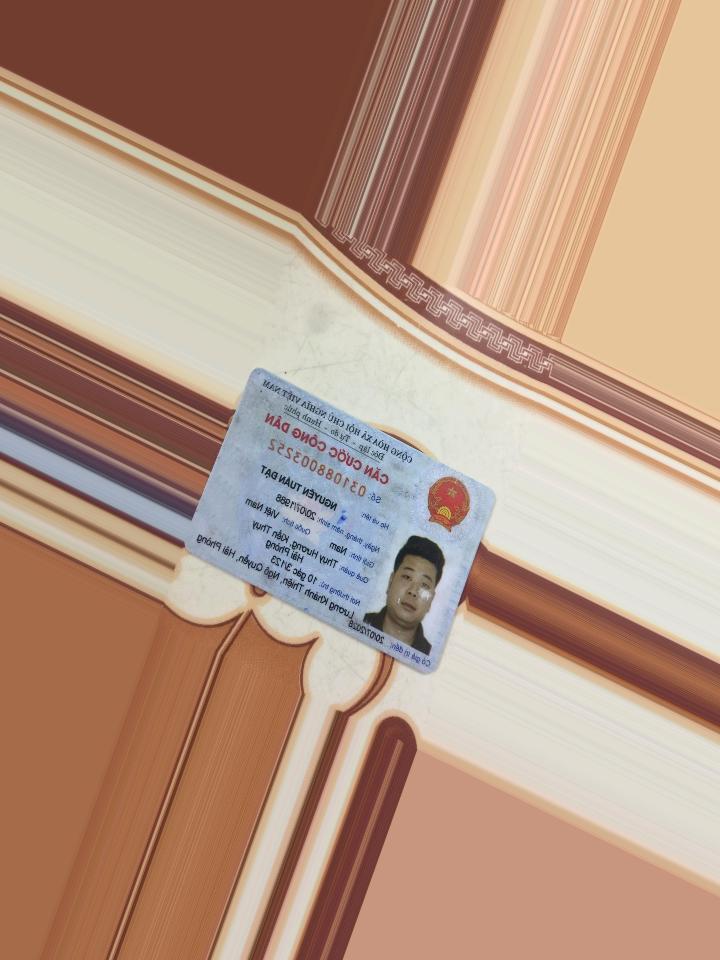 CỘNG HÒA XÃ HỘI CHỦ NGHĨA VIỆT NAM
Độc lập - Tự do - Hạnh phúc
CĂN CƯỚC CÔNG DÂN
Số: 031088003252
Họ và tên:
NGUYỄN TUẤN ĐẠT
Ngày, tháng, năm sinh: 20/07/1988
Giới tính: Nam Quốc tịch: Việt Nam
Quê quán: Thụy Hương, Kiến Thụy
Hải Phòng
Nơi thường trú: 10 gác 31/23
Lương Khánh Thiện, Ngô Quyền, Hải Phòng
Có giá trị đến: 20/07/2028